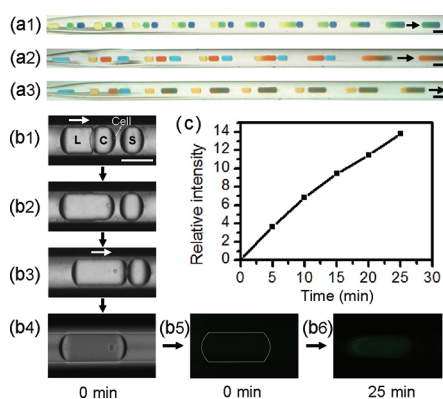 (a1)
(a2)
(a3)
(b1)
Cell
L C S
(b2)
(b3)
(b4)
0 min
(b5)
0 min
(b6)
25 min
(c)
Relative intensity
14
12
10
8
6
4
2
0
0 5 10 15 20 25 30
Time (min)